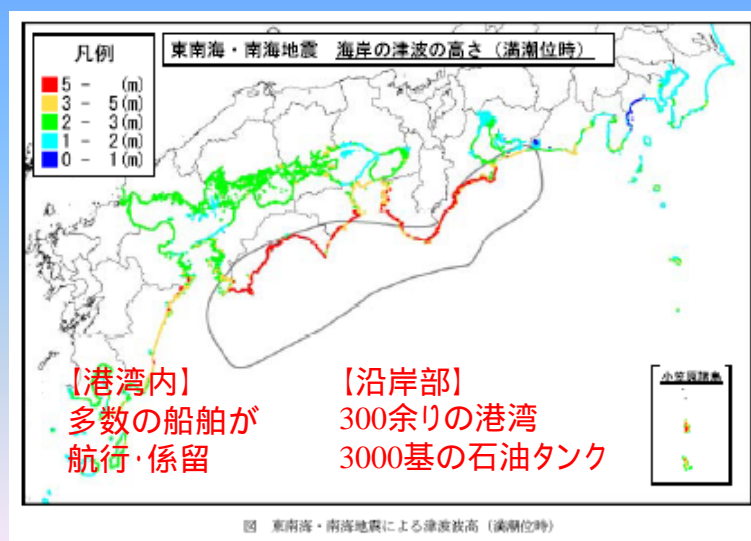 凡例
5 - (m)
3 - 5(m)
2 - 3(m)
1 - 2(m)
0 - 1(m)
東南海・南海地震 海岸の津波の高さ(満潮位時)
【港湾内】
多数の船舶が
航行・係留
【沿岸部】
300余りの港湾
3000基の石油タンク
小笠原諸島
図 東南海・南海地震による津波波高(満潮位時)